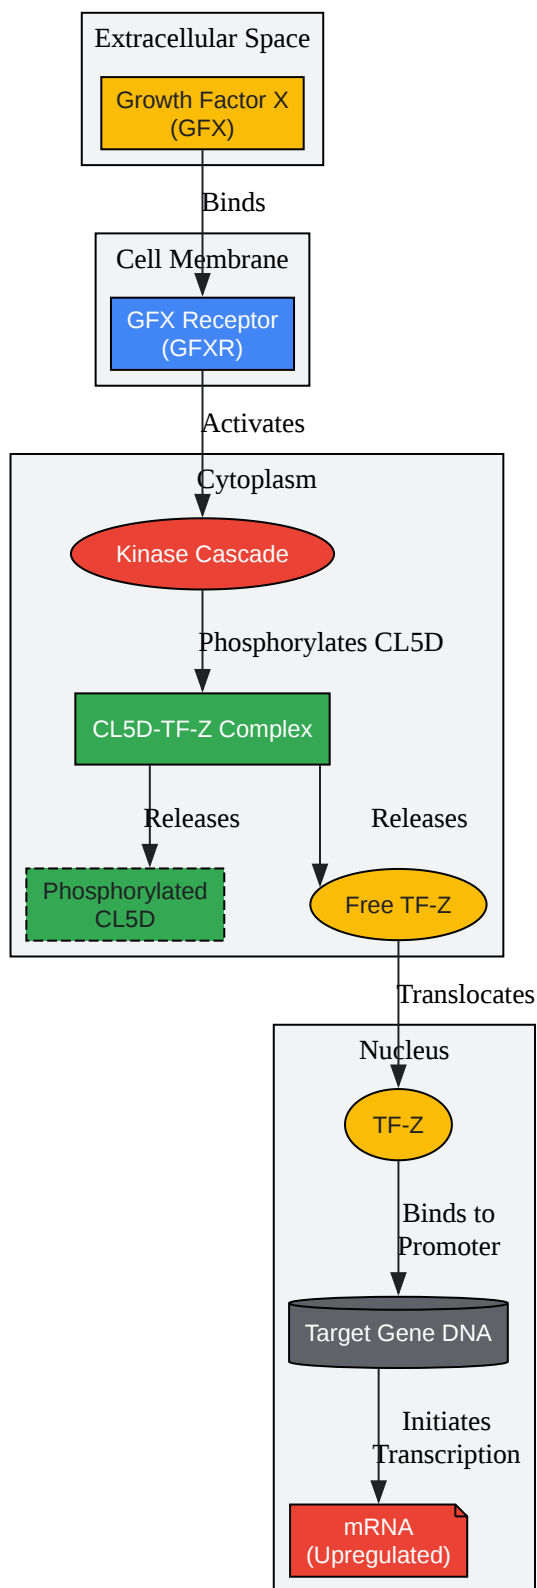 Extracellular Space
Growth Factor X
(GFX)
Binds
Cell Membrane
GFX Receptor
(GFXR)
Activates
Cytoplasm
Kinase Cascade
Phosphorylates CL5D
CL5D-TF-Z Complex
Releases
Releases
Phosphorylated
CL5D
Free TF-Z
Translocates
Nucleus
TF-Z
Binds to
Promoter
Target Gene DNA
Initiates
Transcription
mRNA
(Upregulated)